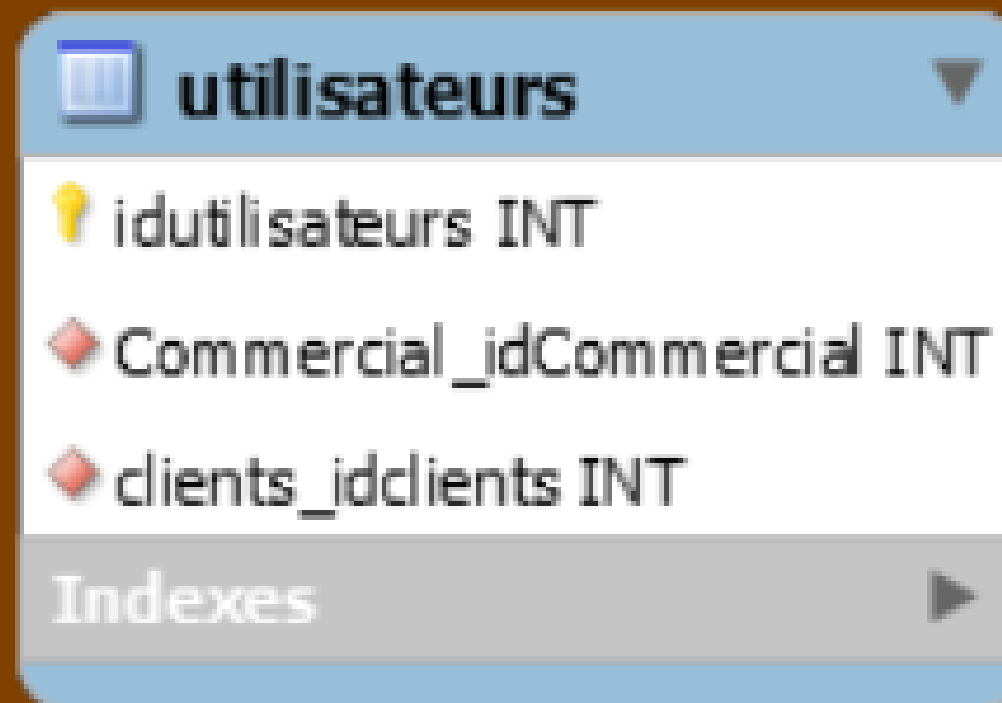 utilisateurs
idutilisateurs INT
Commercial_idCommercial INT
clients_idclients INT
Indexes